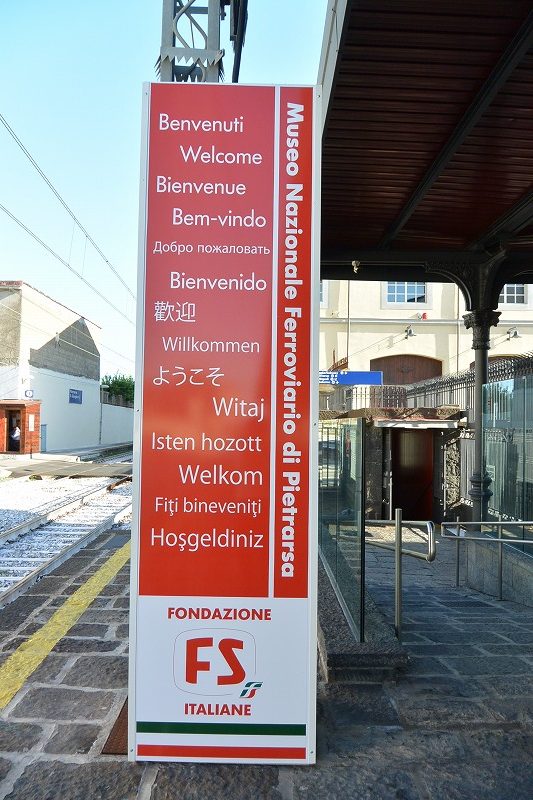 Benvenuti
Welcome
Bienvenue
Bem-vindo
Добро пожаловать
Bienvenido
歡迎
Willkommen
ようこそ
Witaj
Isten hozott
Welkom
Fiţi bineveniţi
Hoşgeldiniz
Museo Nazionale Ferroviario di Pietrarsa
FONDAZIONE
FS
ITALIANE